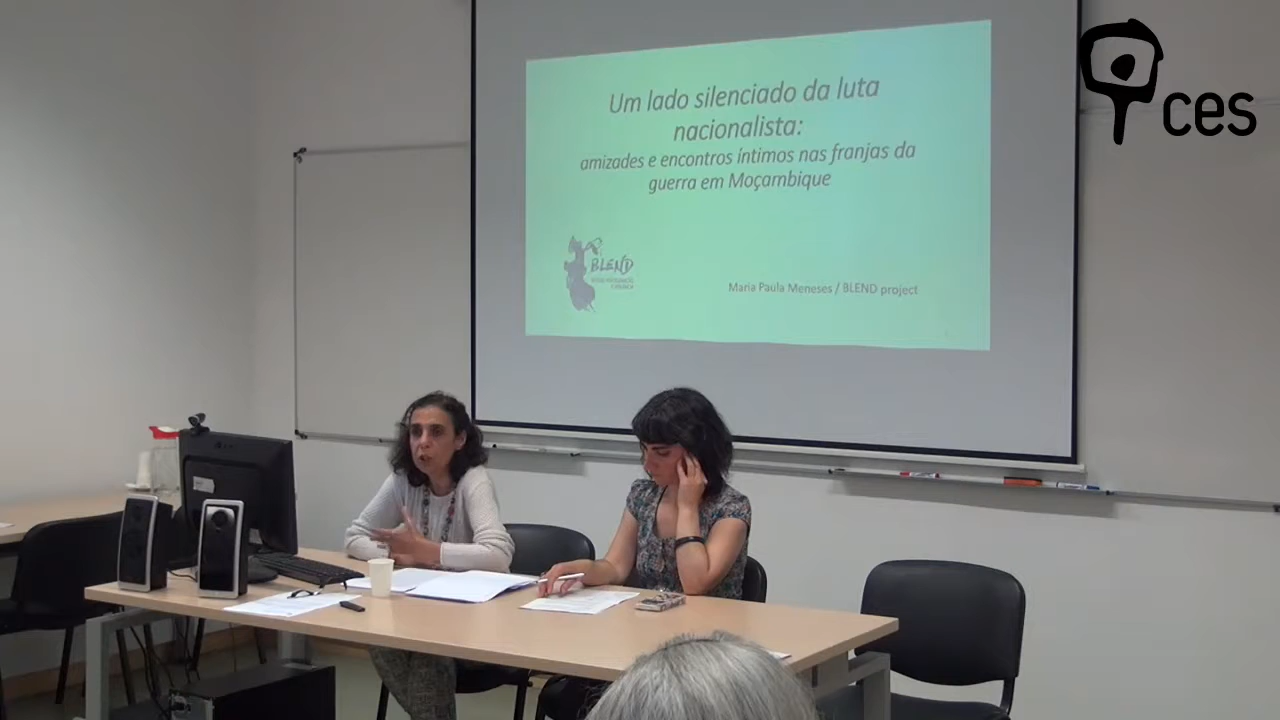 Um lado silenciado da luta
nacionalista:
amizades e encontros íntimos nas franjas da
guerra em Moçambique
BLEND
Maria Paula Meneses / BLEND project
ces